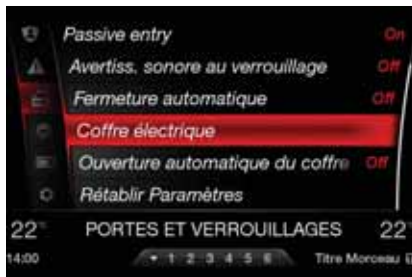 Passive entry On
Avertiss. sonore au verrouillage Off
Fermeture automatique Off
Coffre électrique
Ouverture automatique du coffre Off
Rétablir Paramètres
22° PORTES ET VERROUILLAGES 22
14:00 1 2 3 4 5 6 Titre Morceau